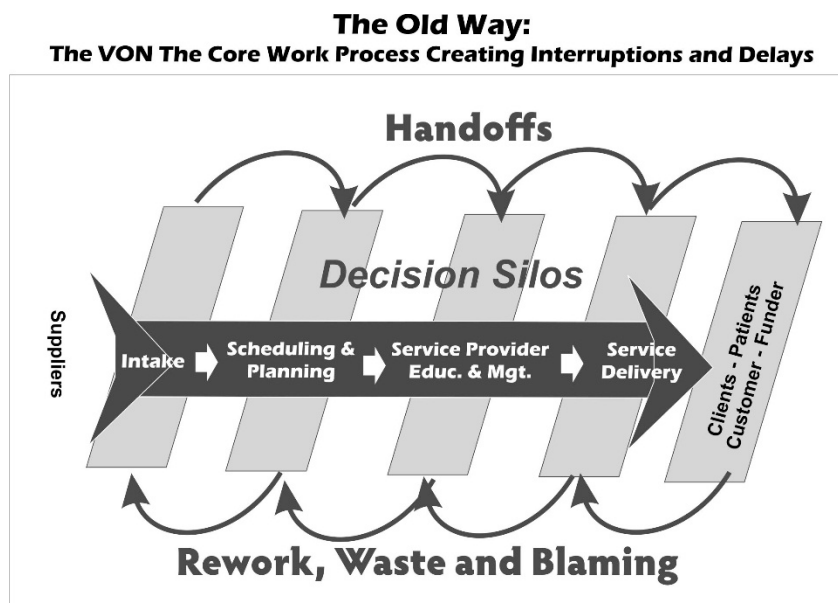 The Old Way:
The VON The Core Work Process Creating Interruptions and Delays
Handoffs
Decision Silos
Suppliers
Intake
Scheduling &
Planning
Service Provider
Educ. & Mgt.
Service
Delivery
Clients - Patients
Customer - Funder
Rework, Waste and Blaming